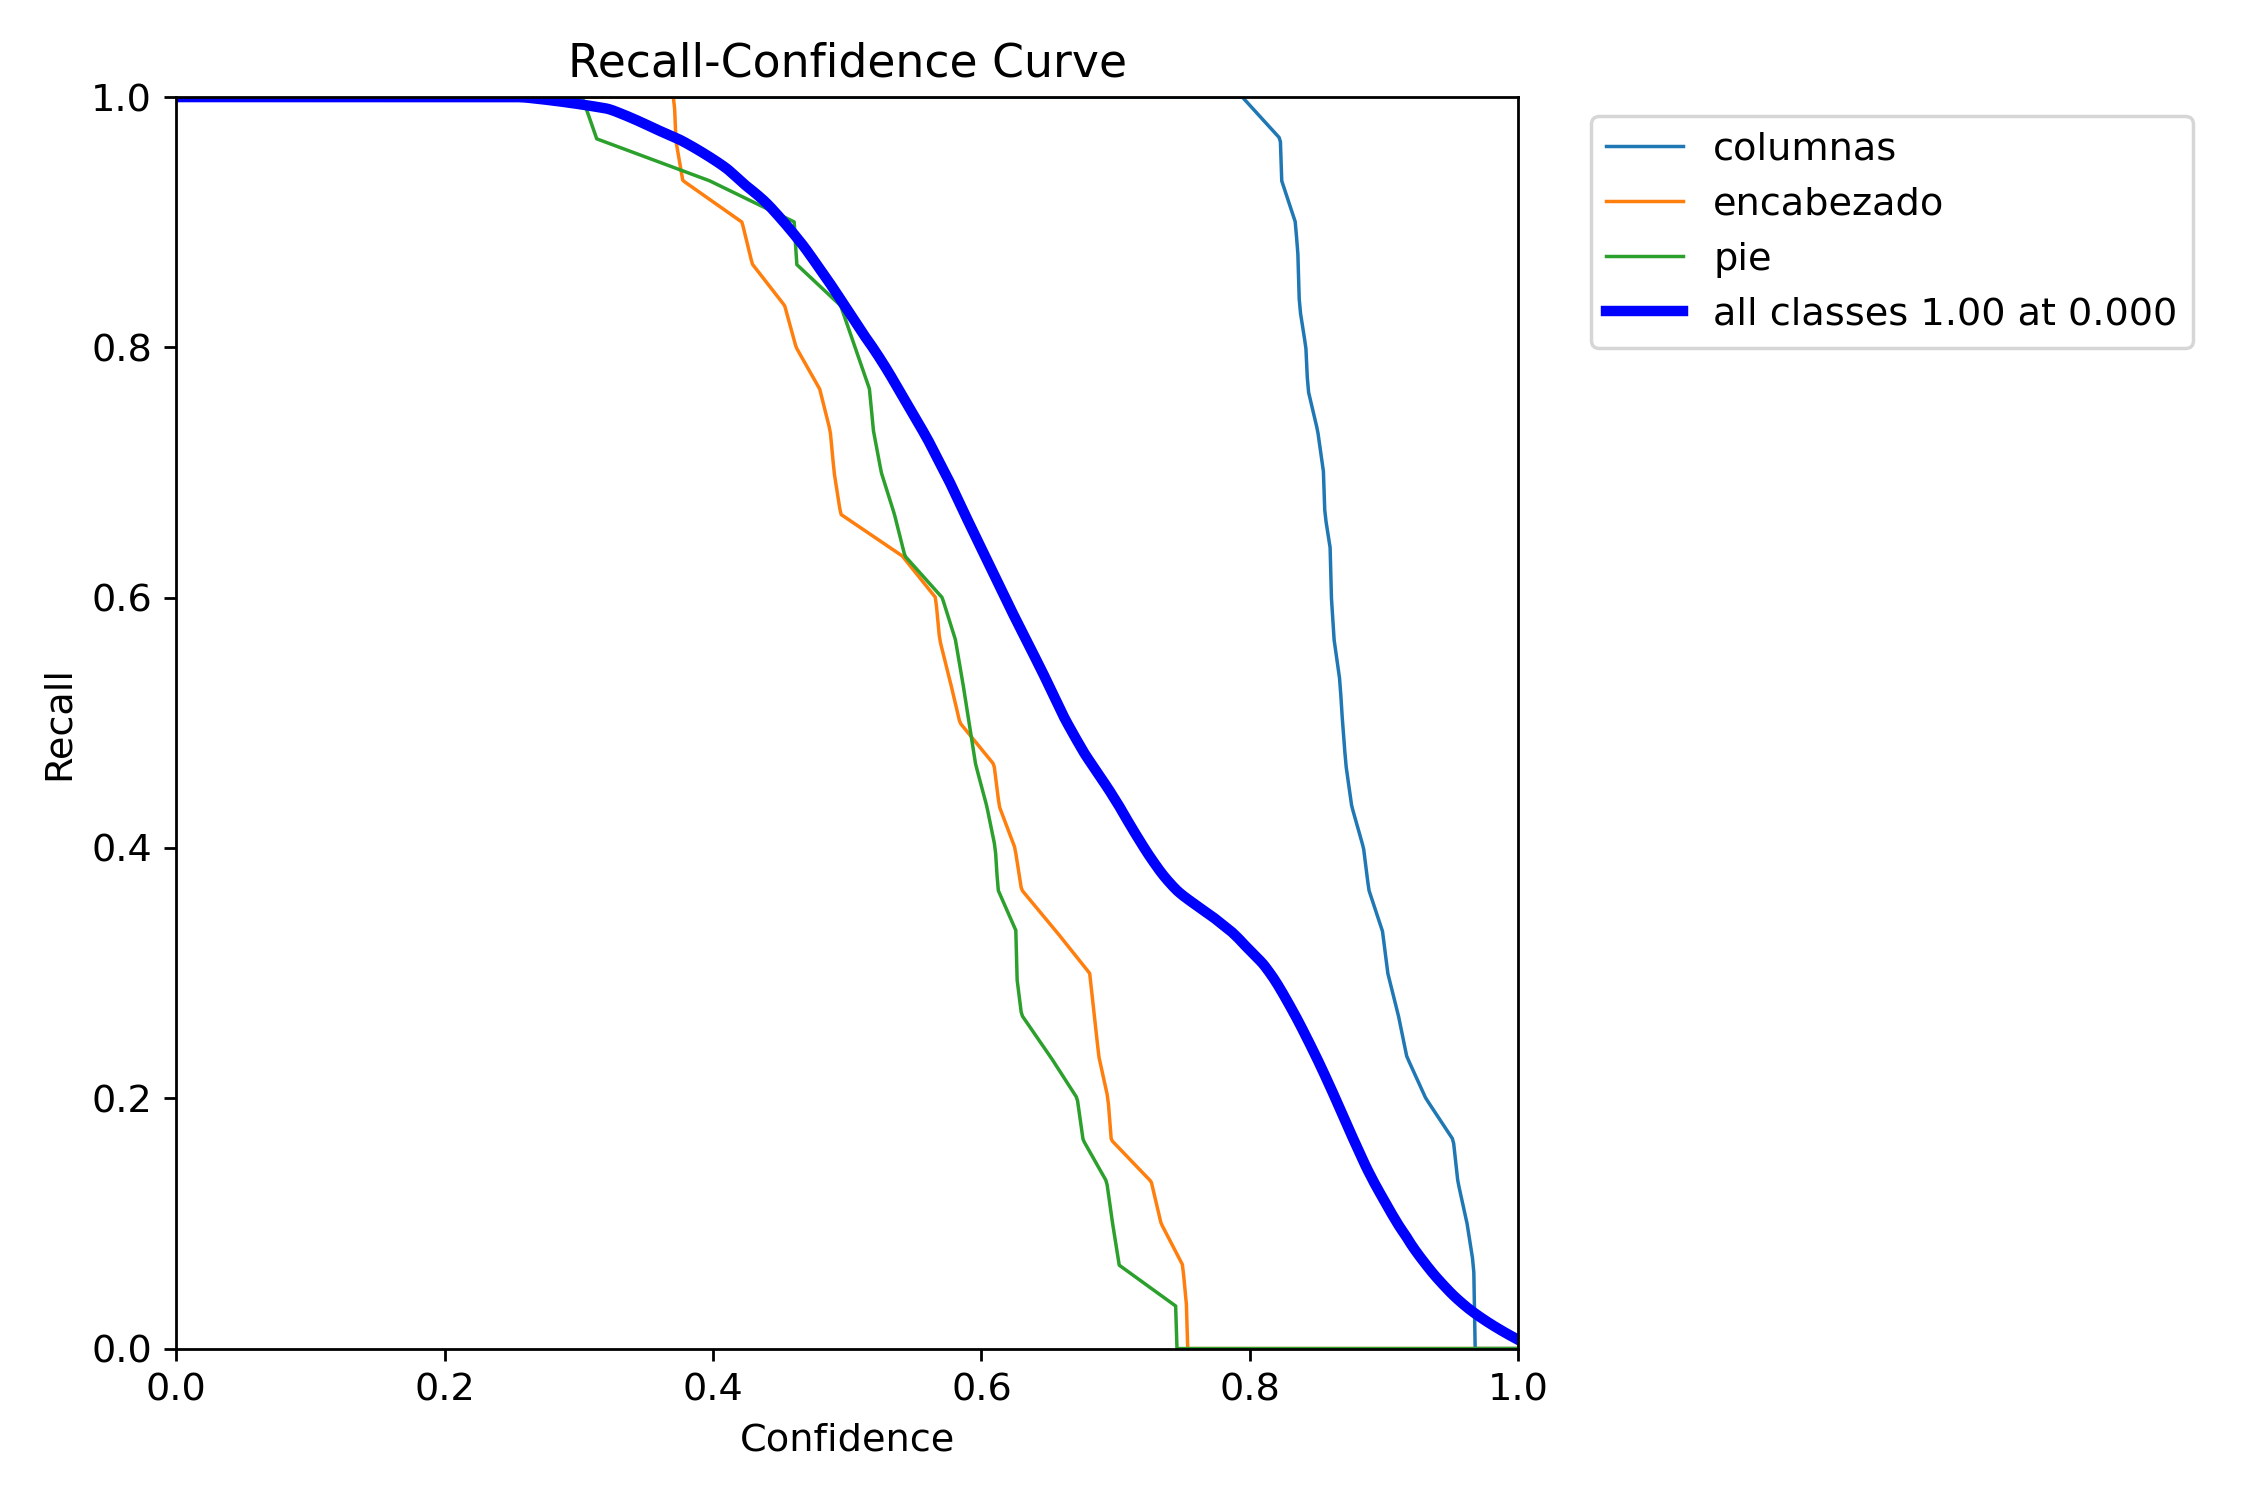 Recall-Confidence Curve
1.0
0.8
0.6
0.4
0.2
0.0
Recall
0.0 0.2 0.4 0.6 0.8 1.0
Confidence
columnas
encabezado
pie
all classes 1.00 at 0.000